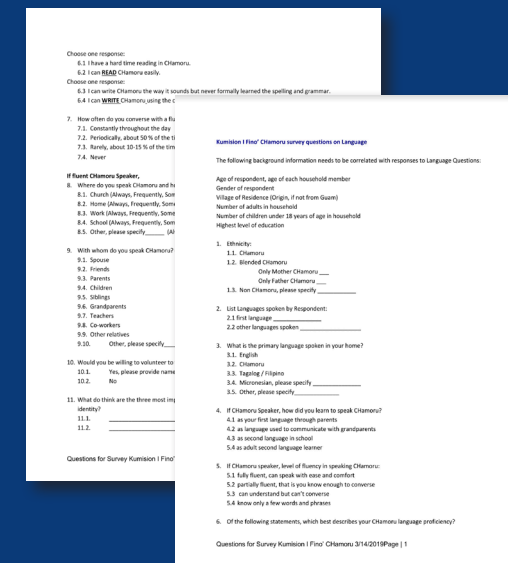 Choose one response:
6.1 I have a hard time reading in CHamoru.
6.2 I can READ CHamoru easily.
Choose one response:
6.3 I can write CHamoru the way it sounds but never formally learned the spelling and grammar.
6.4 I can WRITE CHamoru using the
7. How often do you converse with a
7.1. Constantly throughout the day
7.2. Periodically, about 50 % of the
7.3. Rarely, about 10-15 % of the
7.4. Never
If fluent CHamoru Speaker,
8. Where do you speak CHamoru and
8.1. Church (Always, Frequently,
8.2. Home (Always, Frequently,
8.3. Work (Always, Frequently,
8.4. School (Always, Frequently,
8.5. Other, please specify______
9. With whom do you speak CHamoru?
9.1. Spouse
9.2. Friends
9.3. Parents
9.4. Children
9.5. Siblings
9.6. Grandparents
9.7. Teachers
9.8. Co-workers
9.9. Other relatives
9.10. Other, please specify____
10. Would you be willing to volunteer to
10.1. Yes, please provide name
10.2. No
11. What do think are the three most
identity?
11.1.
11.2.
Questions for Survey Kumision I Fino'
Kumision I Fino' CHamoru survey questions on Language
The following background information needs to be correlated with responses to Language Questions:
Age of respondent, age of each household member
Gender of respondent
Village of Residence (Origin, if not from Guam)
Number of adults in household
Number of children under 18 years of age in household
Highest level of education
1. Ethnicity:
1.1. CHamoru
1.2. Blended CHamoru
Only Mother CHamoru ___
Only Father CHamoru ___
1.3. Non CHamoru, please specify ____________
2. List Languages spoken by Respondent:
2.1 first language _______________
2.2 other languages spoken ___________________
3. What is the primary language spoken in your home?
3.1. English
3.2. CHamoru
3.3. Tagalog / Filipino
3.4. Micronesian, please specify ______________
3.5. Other, please specify______________
4. If CHamoru Speaker, how did you learn to speak CHamoru?
4.1 as your first language through parents
4.2 as language used to communicate with grandparents
4.3 as second language in school
5.4 as adult second language learner
5. If CHamoru speaker, level of fluency in speaking CHamoru:
5.1 fully fluent, can speak with ease and comfort
5.2 partially fluent, that is you know enough to converse
5.3 can understand but can't converse
5.4 know only a few words and phrases
6. Of the following statements, which best describes your CHamoru language proficiency?
Questions for Survey Kumision I Fino' CHamoru 3/14/2019Page | 1